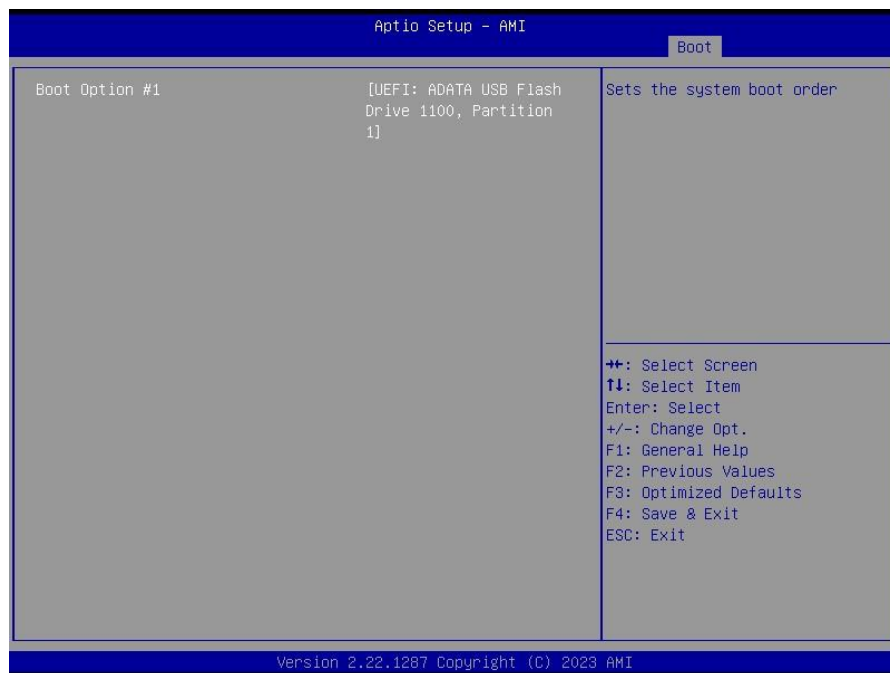 Aptio Setup – AMI
Boot
Boot Option #1
[UEFI: ADATA USB Flash
Drive 1100, Partition
1]
Sets the system boot order
→←: Select Screen
↑↓: Select Item
Enter: Select
+/-: Change Opt.
F1: General Help
F2: Previous Values
F3: Optimized Defaults
F4: Save & Exit
ESC: Exit
Version 2.22.1287 Copyright (C) 2023 AMI